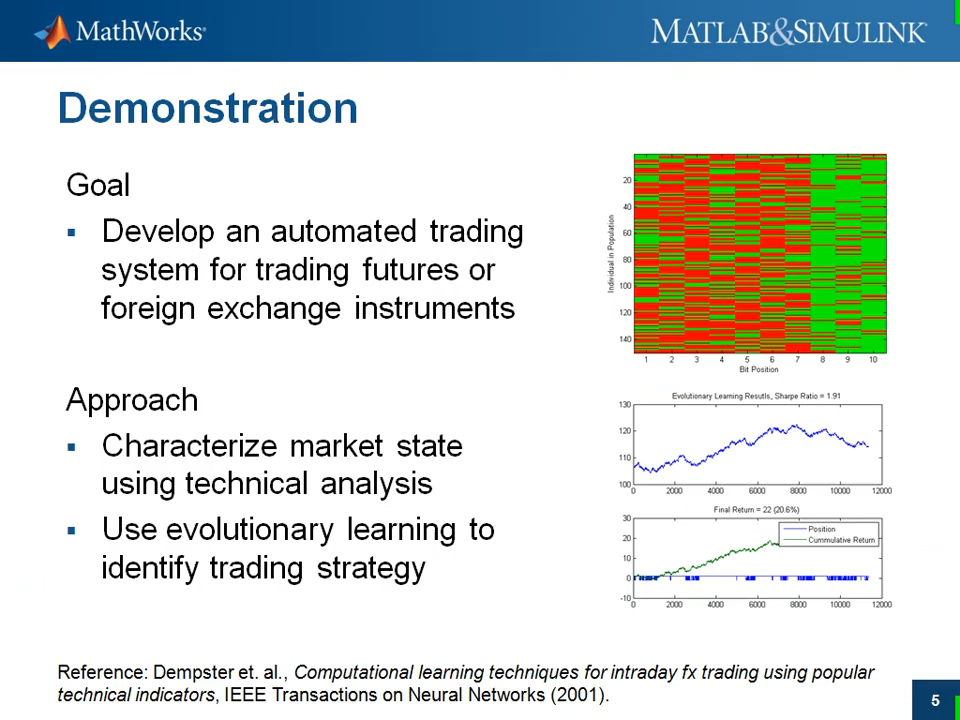 MathWorks
MATLAB&SIMULINK
Demonstration
Goal
▪ Develop an automated trading
system for trading futures or
foreign exchange instruments
Approach
▪ Characterize market state
using technical analysis
▪ Use evolutionary learning to
identify trading strategy
Individual in Population
20
40
60
80
100
120
140
1 2 3 4 5 6 7 8 9 10
Bit Position
Evolutionary Learning Resutls, Sharpe Ratio = 1.91
130
120
110
100
0 2000 4000 6000 8000 10000 12000
Final Return = 22 (20.6%)
30
20
10
0
-10
Position
Cummulative Return
0 2000 4000 6000 8000 10000 12000
Reference: Dempster et. al., Computational learning techniques for intraday fx trading using popular
technical indicators, IEEE Transactions on Neural Networks (2001).
5